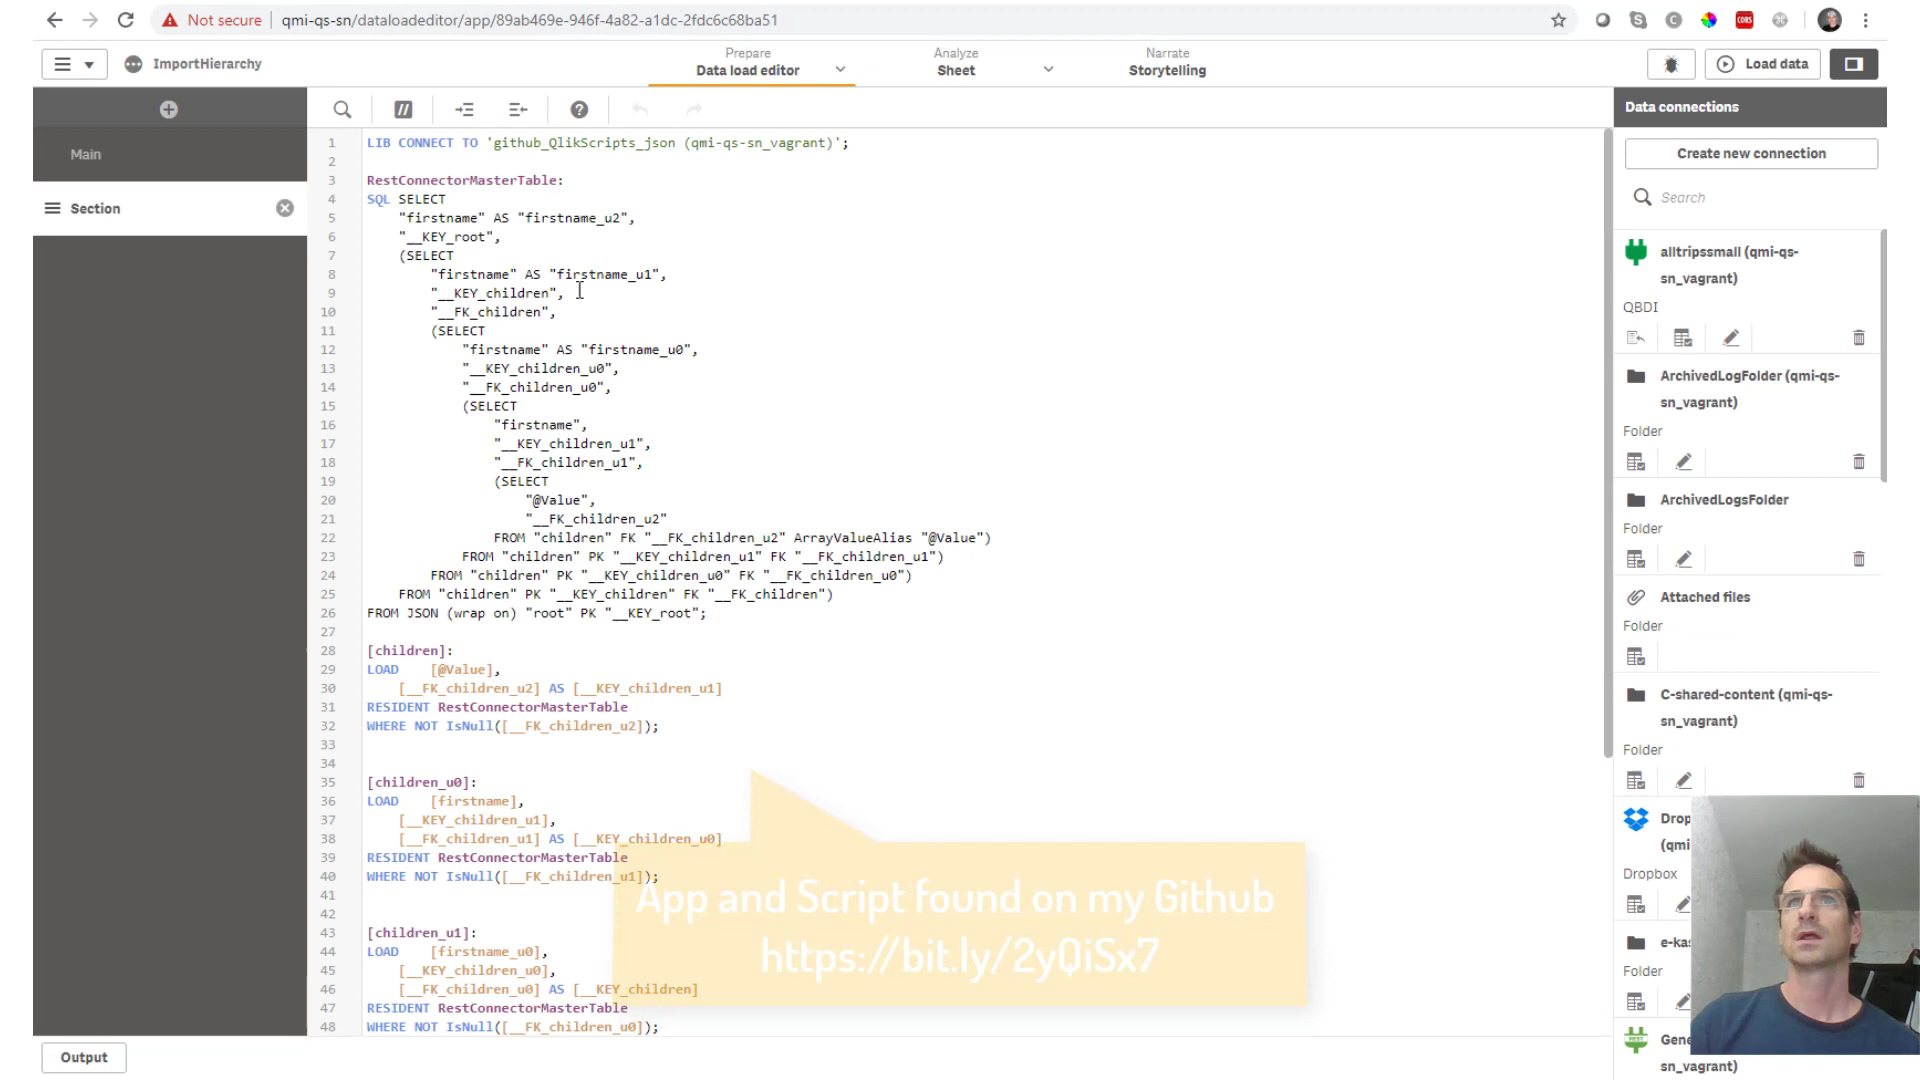 Not secure
qmi-qs-sn/dataloadeditor/app/89ab469e-946f-4a82-a1dc-2fdc6c68ba51
CORS
ImportHierarchy
Prepare
Data load editor
Analyze
Sheet
Narrate
Storytelling
Load data
Main
Section
1 LIB CONNECT TO 'github_QlikScripts_json (qmi-qs-sn_vagrant)';
2
3 RestConnectorMasterTable:
4 SQL SELECT
5 "firstname" AS "firstname_u2",
6 "__KEY_root",
7 (SELECT
8 "firstname" AS "firstname_u1",
9 "__KEY_children",
10 "__FK_children",
11 (SELECT
12 "firstname" AS "firstname_u0",
13 "__KEY_children_u0",
14 "__FK_children_u0",
15 (SELECT
16 "firstname",
17 "__KEY_children_u1",
18 "__FK_children_u1",
19 (SELECT
20 "@Value",
21 "__FK_children_u2"
22 FROM "children" FK "__FK_children_u2" ArrayValueAlias "@Value")
23 FROM "children" PK "__KEY_children_u1" FK "__FK_children_u1")
24 FROM "children" PK "__KEY_children_u0" FK "__FK_children_u0")
25 FROM "children" PK "__KEY_children" FK "__FK_children")
26 FROM JSON (wrap on) "root" PK "__KEY_root";
27
28 [children]:
29 LOAD [@Value],
30 [__FK_children_u2] AS [__KEY_children_u1]
31 RESIDENT RestConnectorMasterTable
32 WHERE NOT IsNull([__FK_children_u2]);
33
34
35 [children_u0]:
36 LOAD [firstname],
37 [__KEY_children_u1],
38 [__FK_children_u1] AS [__KEY_children_u0]
39 RESIDENT RestConnectorMasterTable
40 WHERE NOT IsNull([__FK_children_u1]);
41
42
43 [children_u1]:
44 LOAD [firstname_u0],
45 [__KEY_children_u0],
46 [__FK_children_u0] AS [__KEY_children]
47 RESIDENT RestConnectorMasterTable
48 WHERE NOT IsNull([__FK_children_u0]);
App and Script found on my Github
https://bit.ly/2yQiSx7
Output
Data connections
Create new connection
Search
alltripssmall (qmi-qs-
sn_vagrant)
QBDI
ArchivedLogFolder (qmi-qs-
sn_vagrant)
Folder
ArchivedLogsFolder
Folder
Attached files
Folder
C-shared-content (qmi-qs-
sn_vagrant)
Folder
Drop
(qmi
Dropbox
e-ka
Folder
REST
Gene
sn_vagrant)